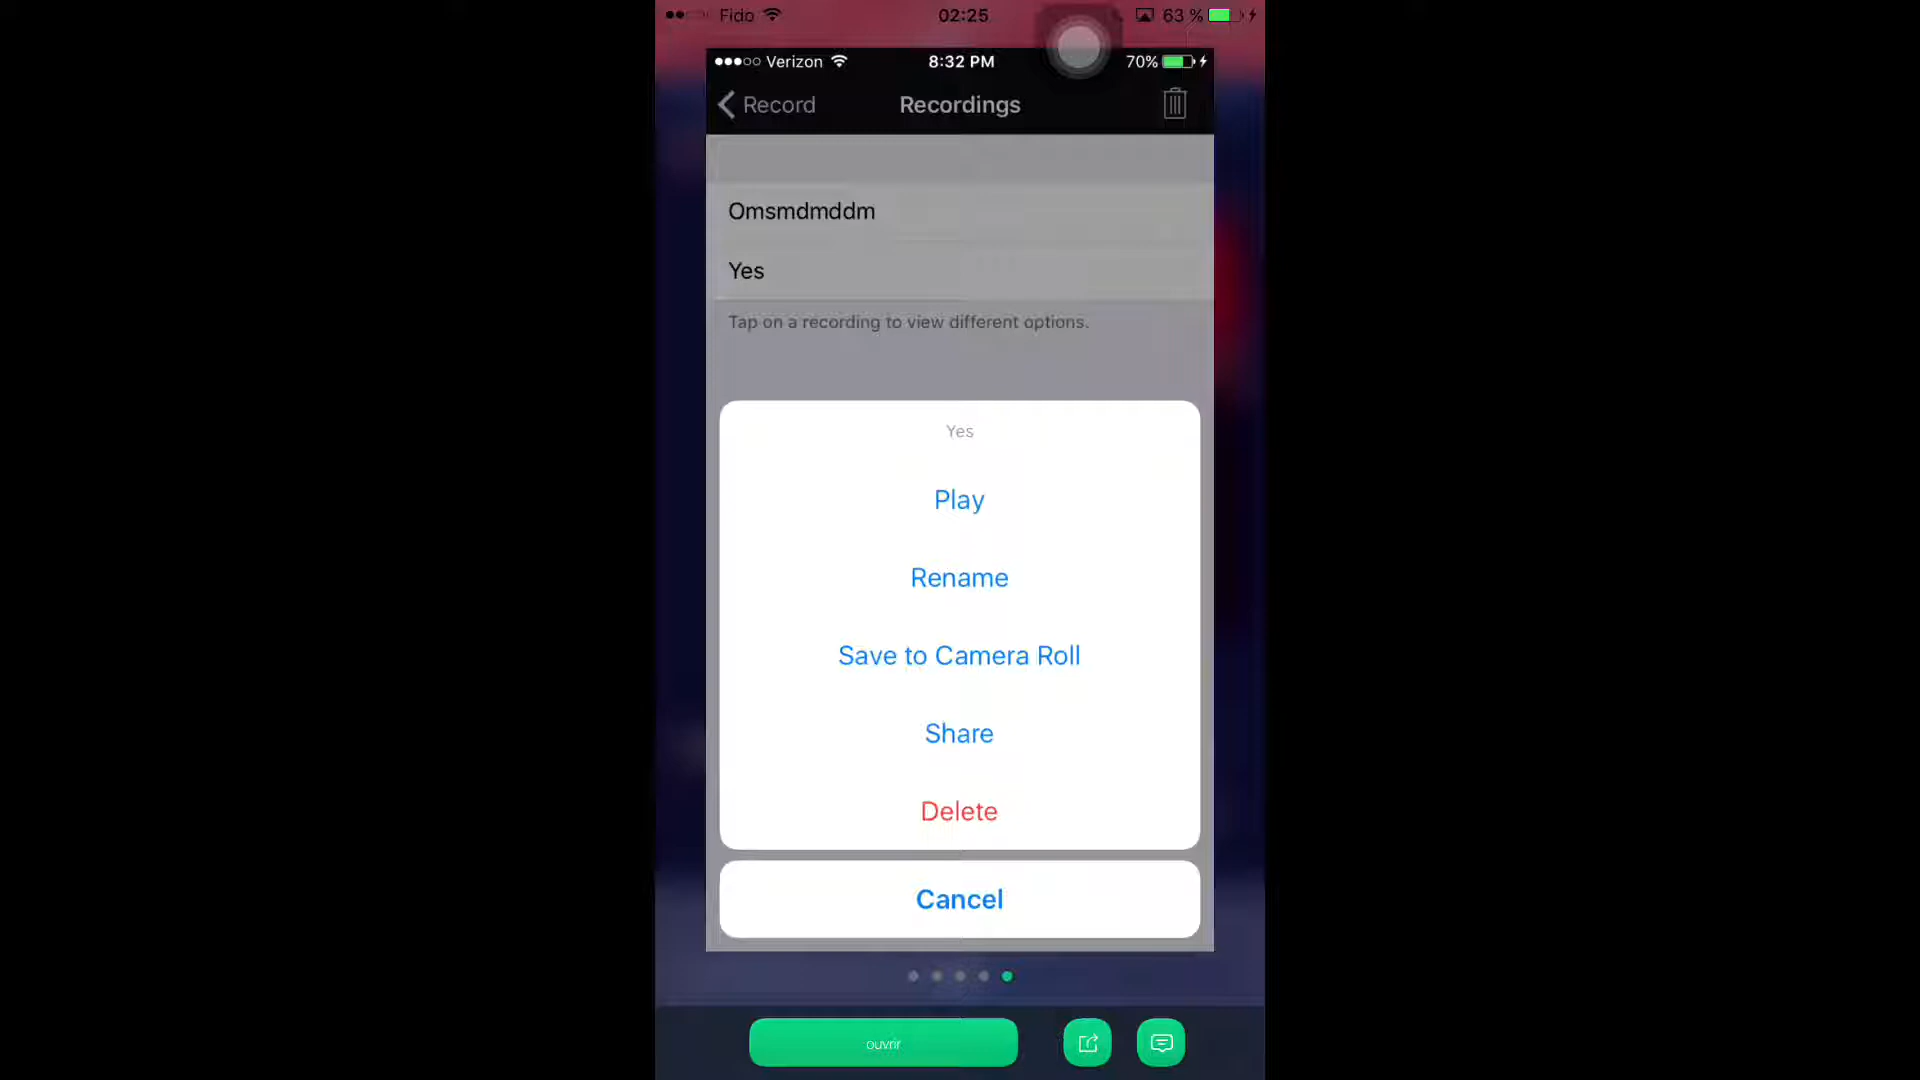 Fido 02:25 63 %
Verizon 8:32 PM 70%
Record Recordings
Omsmdmddm
Yes
Tap on a recording to view different options.
Yes
Play
Rename
Save to Camera Roll
Share
Delete
Cancel
ouvrir